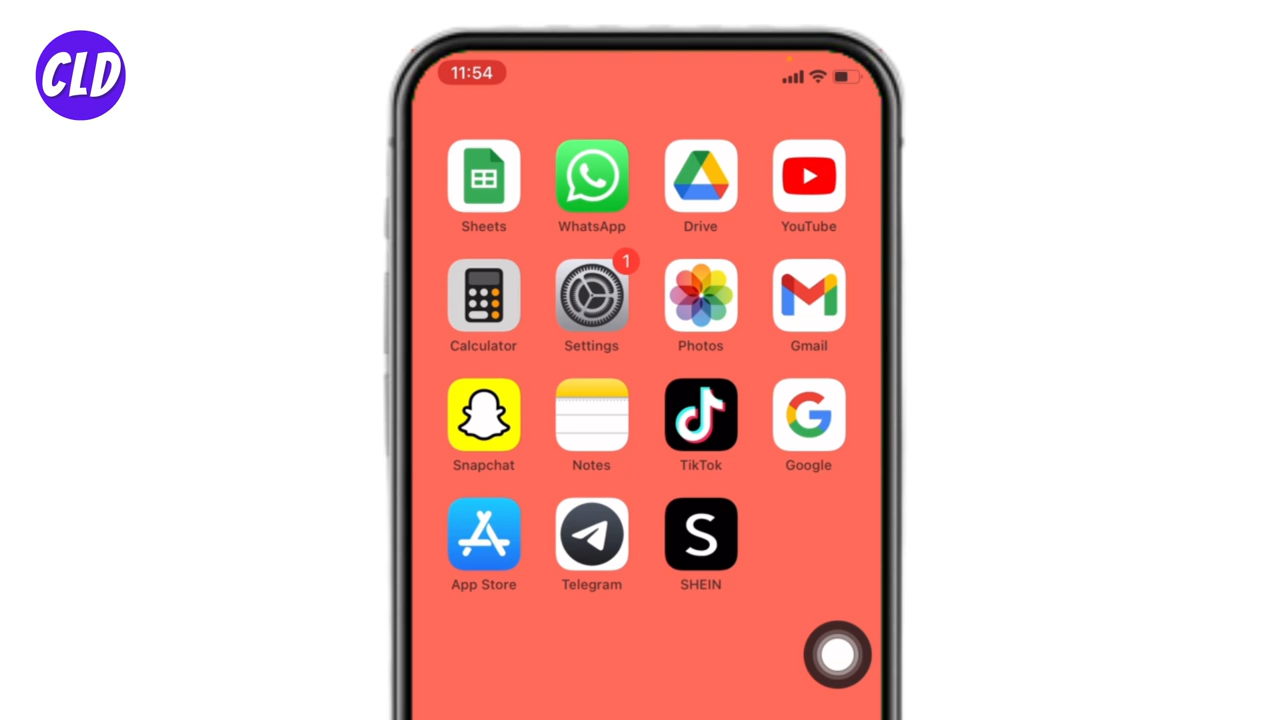 CLD
11:54
Sheets WhatsApp Drive YouTube
1
Calculator Settings Photos Gmail
Snapchat Notes TikTok Google
S
App Store Telegram SHEIN